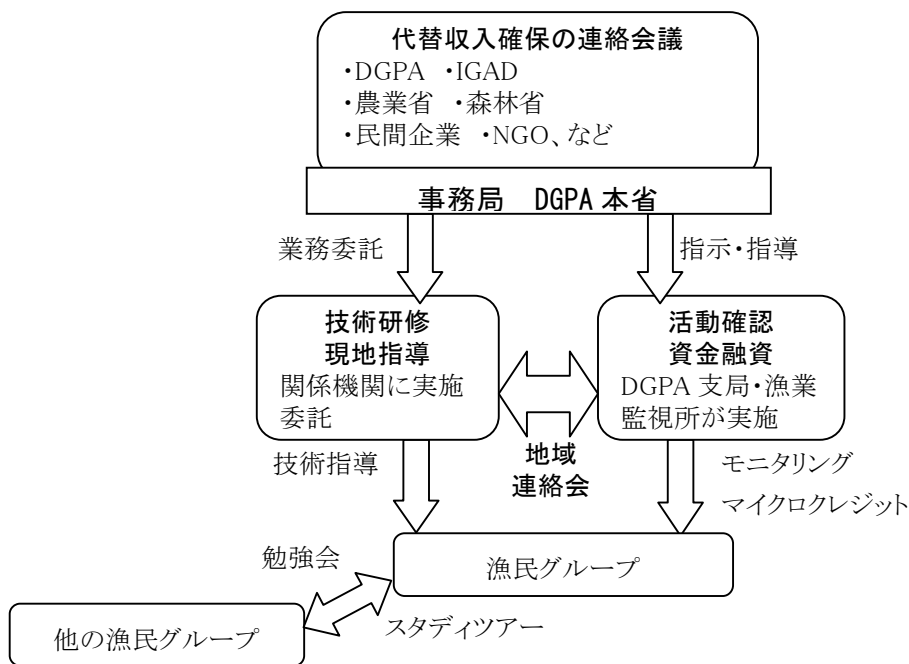 代替収入確保の連絡会議
・DGPA ・IGAD
・農業省 ・森林省
・民間企業 ・NGO、など
事務局 DGPA 本省
業務委託
指示・指導
技術研修
現地指導
関係機関に実施
委託
活動確認
資金融資
DGPA 支局・漁業
監視所が実施
地域
連絡会
技術指導
モニタリング
マイクロクレジット
漁民グループ
勉強会
スタディツアー
他の漁民グループ